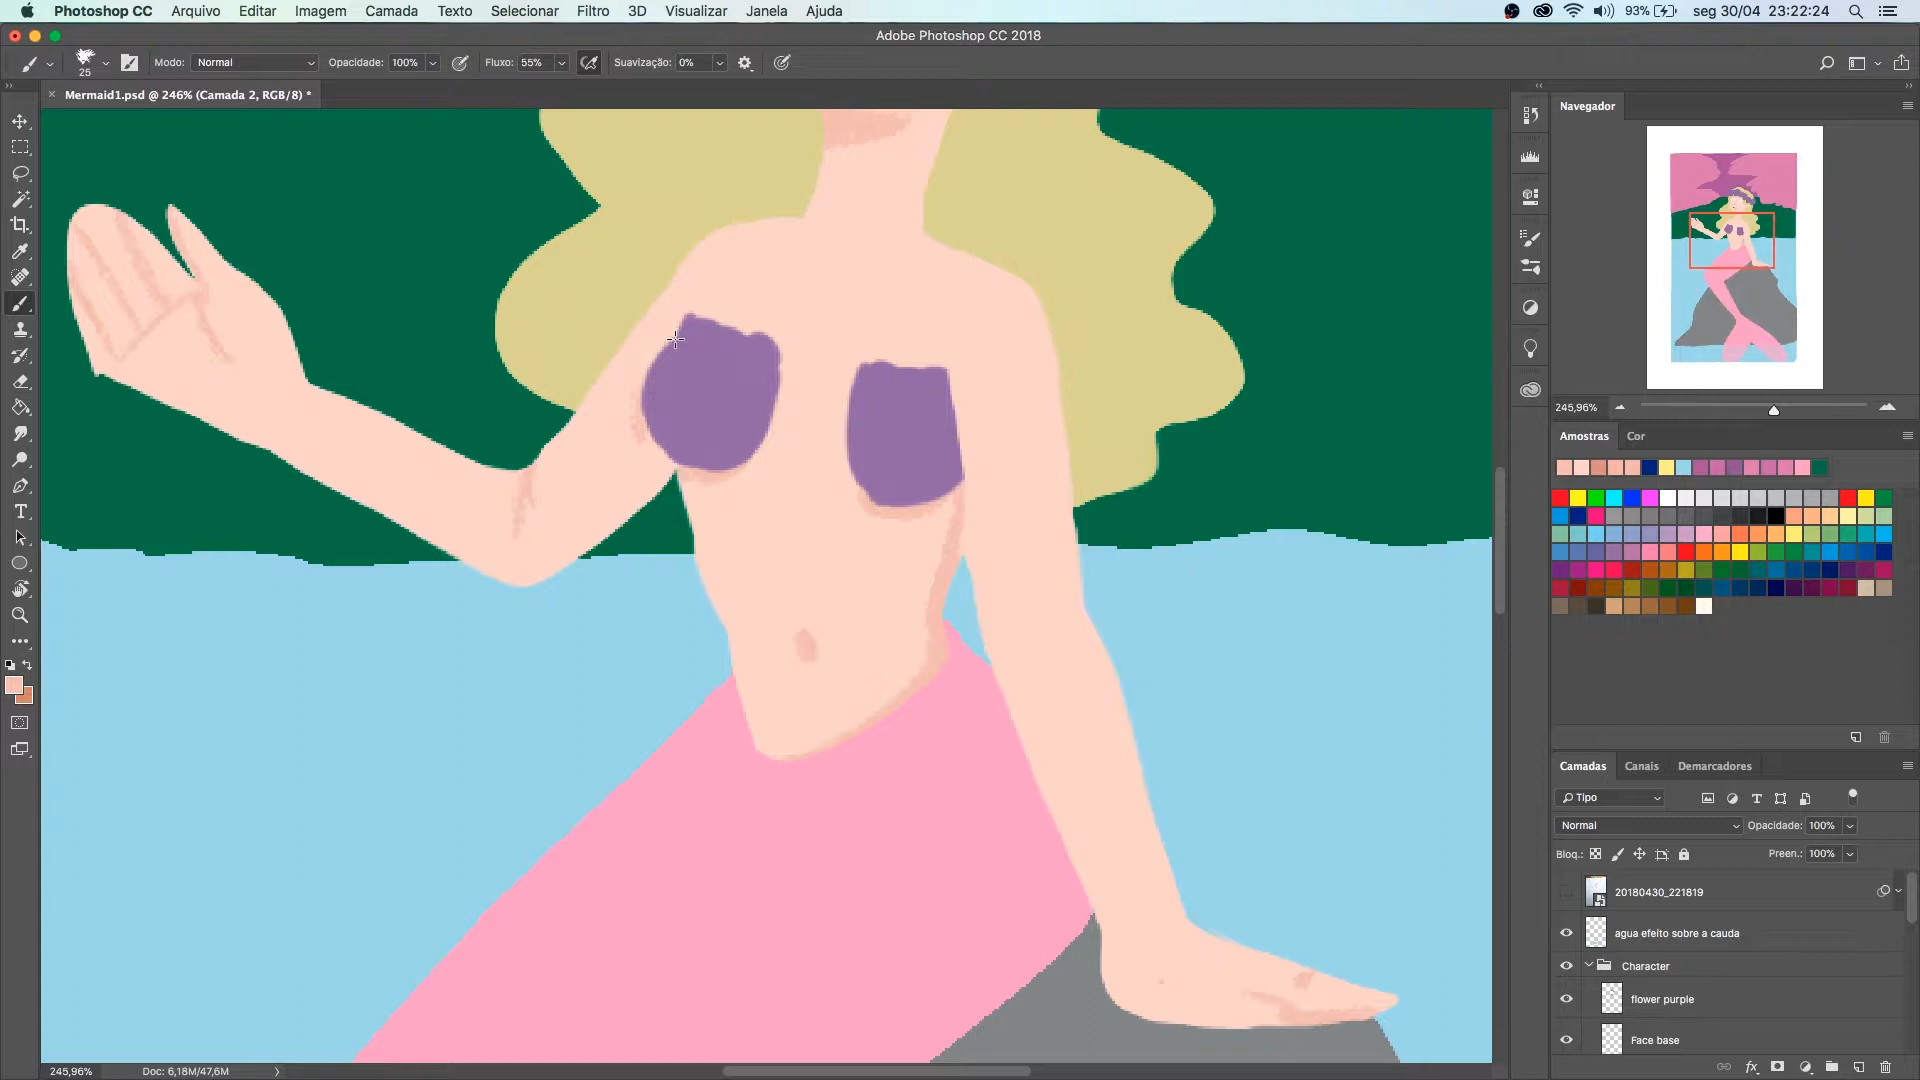 Photoshop CC Arquivo Editar Imagem Camada Texto Selecionar Filtro 3D Visualizar Janela Ajuda 93% seg 30/04 23:22:24
Adobe Photoshop CC 2018
25 Modo: Normal Opacidade: 100% Fluxo: 55% Suavização: 0%
Mermaid1.psd @ 246% (Camada 2, RGB/8) *
Navegador
245,96%
Amostras Cor
Camadas Canais Demarcadores
Tipo
Normal Opacidade: 100%
Bloq.: Preen.: 100%
20180430_221819
agua efeito sobre a cauda
Character
flower purple
Face base
245,96% Doc: 6,18M/47,6M